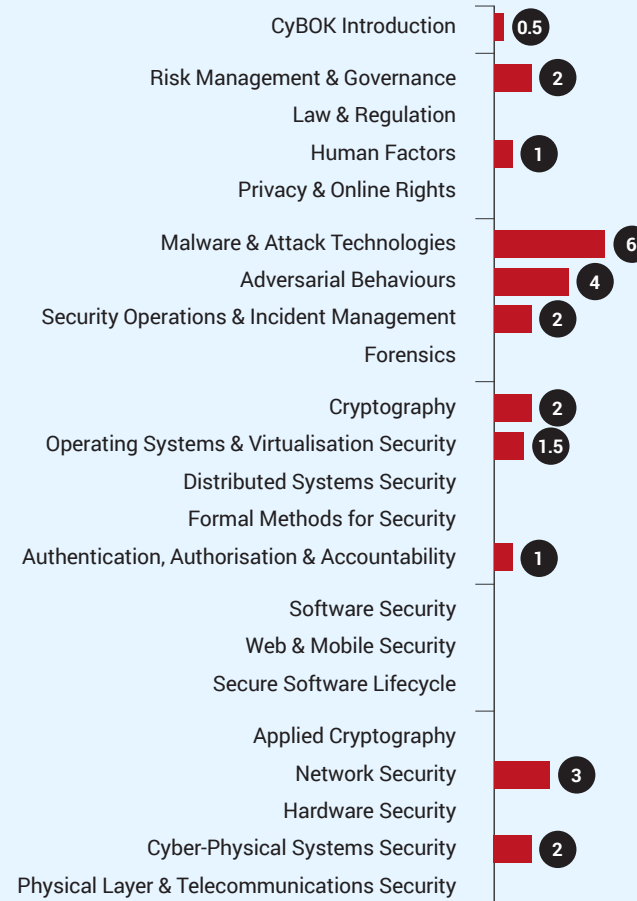 CyBOK Introduction 0.5
Risk Management & Governance 2
Law & Regulation
Human Factors 1
Privacy & Online Rights
Malware & Attack Technologies 6
Adversarial Behaviours 4
Security Operations & Incident Management 2
Forensics
Cryptography 2
Operating Systems & Virtualisation Security 1.5
Distributed Systems Security
Formal Methods for Security
Authentication, Authorisation & Accountability 1
Software Security
Web & Mobile Security
Secure Software Lifecycle
Applied Cryptography
Network Security 3
Hardware Security
Cyber-Physical Systems Security 2
Physical Layer & Telecommunications Security